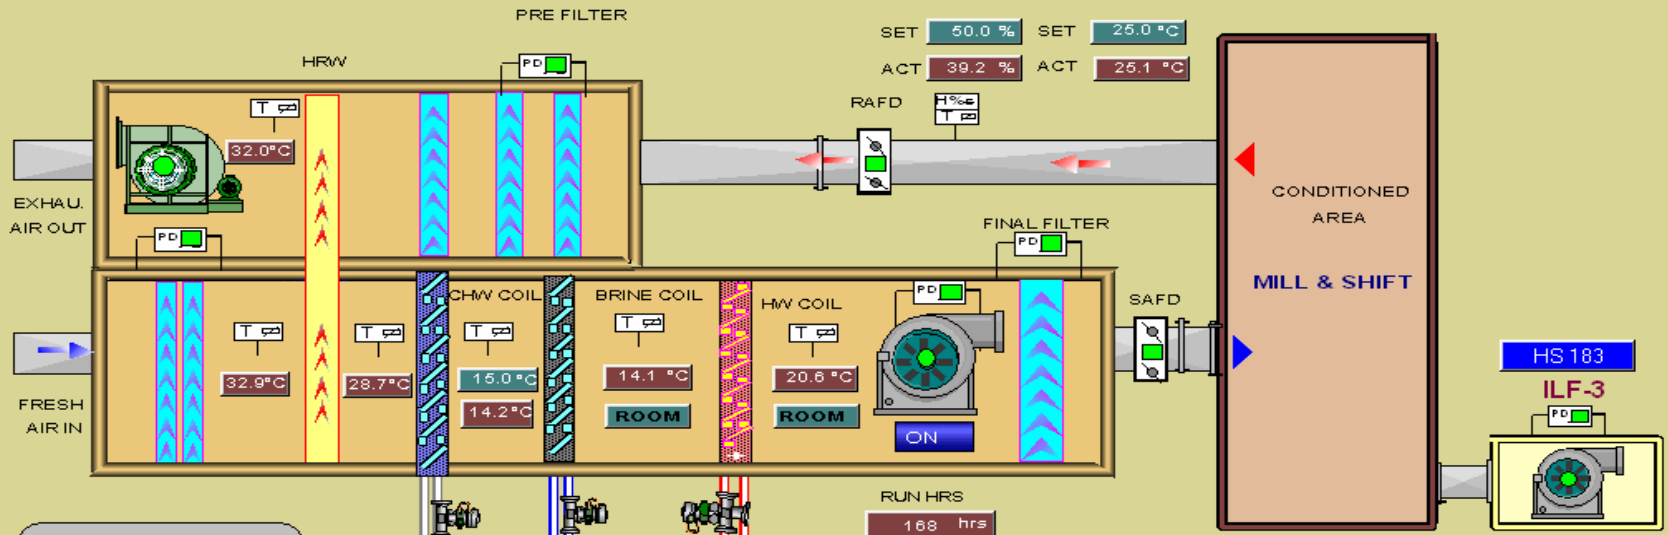 PRE FILTER
SET 50.0 % SET 25.0 °C
HRW
PD
ACT 39.2 % ACT 25.1 °C
RAFD
H%
T
T
32.0°C
CONDITIONED
AREA
EXHAU.
AIR OUT
PD
FINAL FILTER
PD
MILL & SHIFT
CHW COIL
BRINE COIL
HW COIL
PD
SAFD
T
T
T
T
T
HS 183
32.9°C
28.7°C
15.0°C
14.1 °C
20.6 °C
ILF-3
FRESH
AIR IN
14.2°C
ROOM
ROOM
PD
ON
RUN HRS
168 hrs